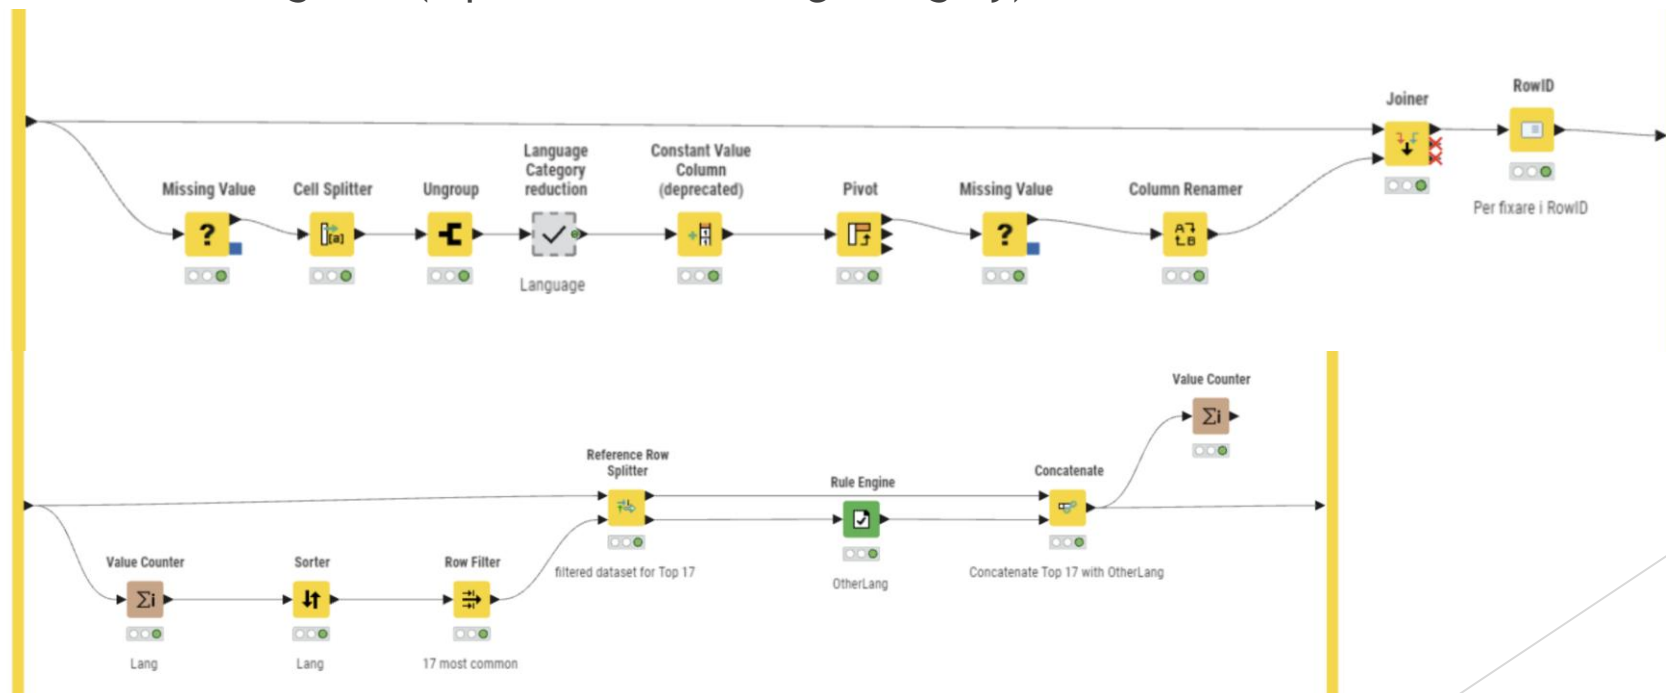 Joiner
RowID
Language
Category
reduction
Constant Value
Column
(deprecated)
Missing Value
Cell Splitter
Ungroup
Pivot
Missing Value
Column Renamer
?
[a]
?
A
B
Per fixare i RowID
Language
Value Counter
Σi
Reference Row
Splitter
Rule Engine
Concatenate
Value Counter
Sorter
Row Filter
filtered dataset for Top 17
OtherLang
Concatenate Top 17 with OtherLang
Σi
Lang
Lang
17 most common